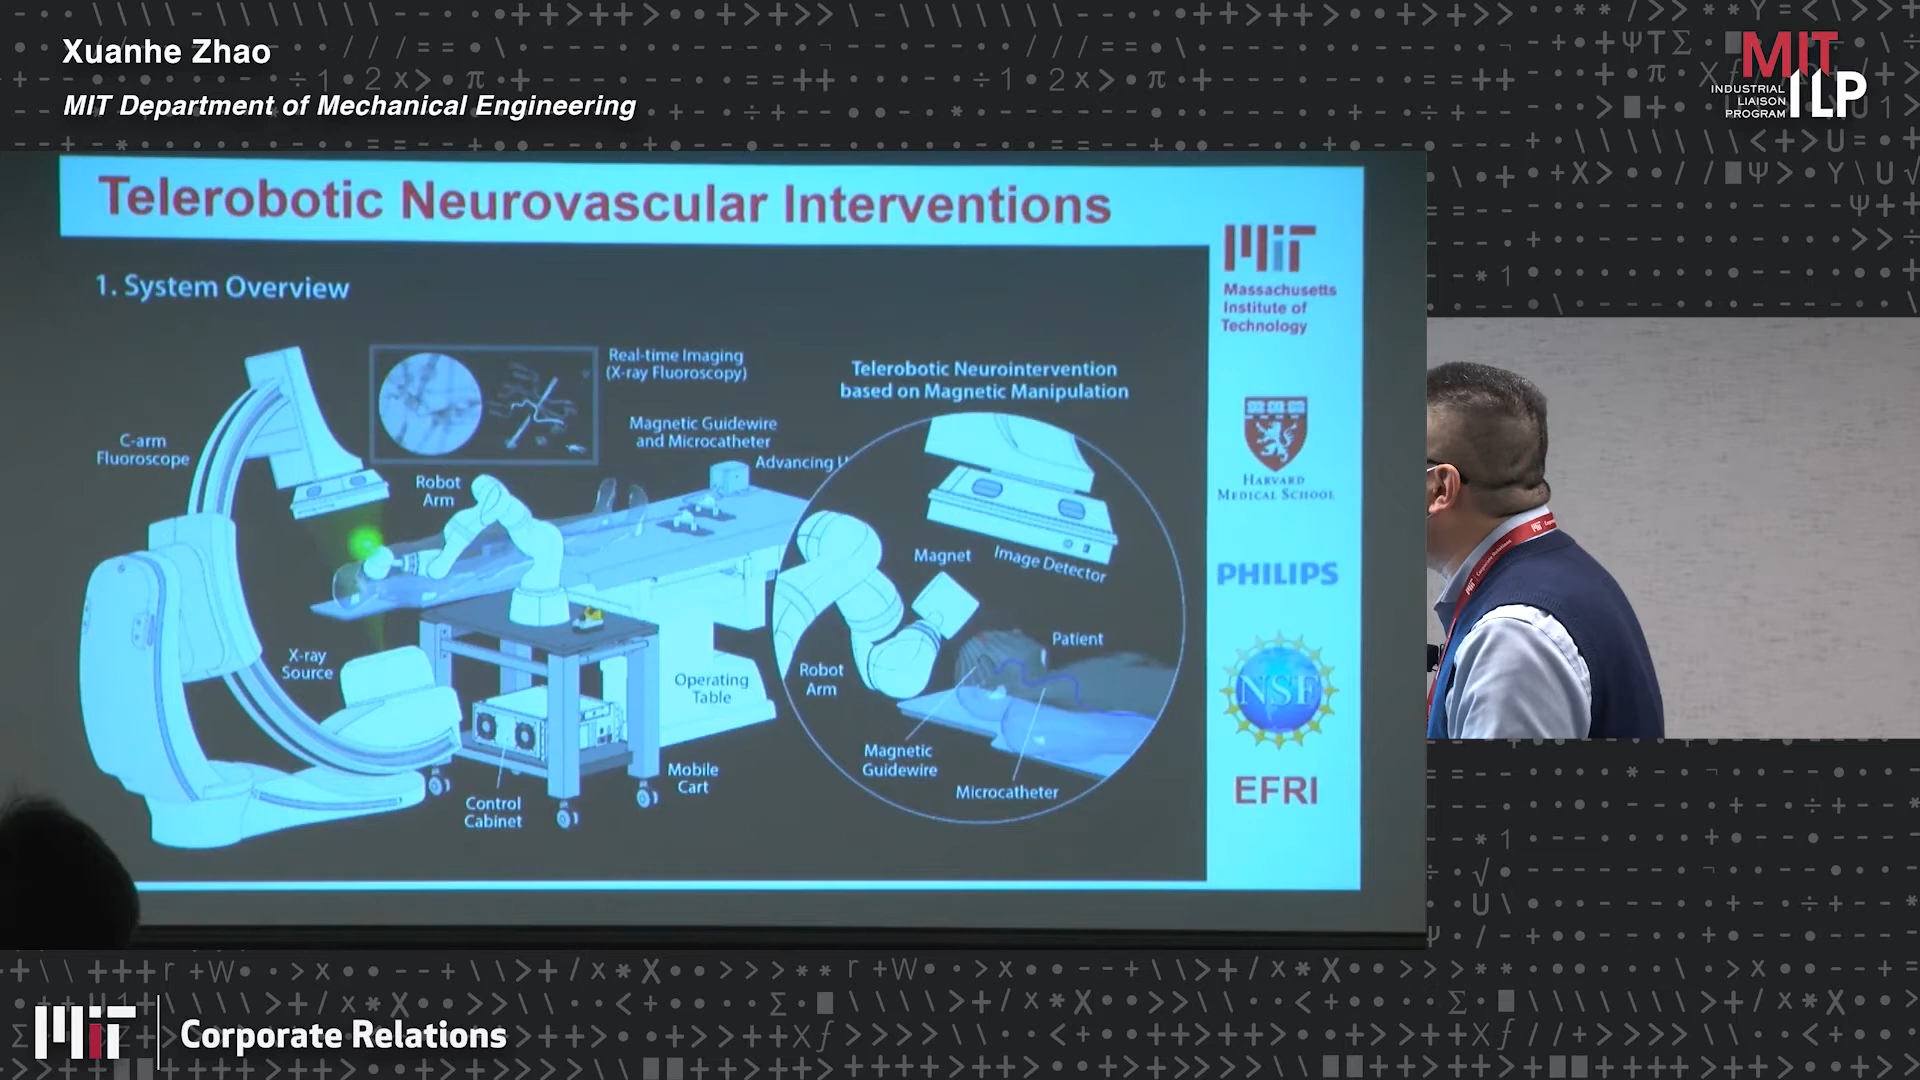 Xuanhe Zhao
MIT Department of Mechanical Engineering
MIT
ILP
INDUSTRIAL
LIAISON
PROGRAM
Telerobotic Neurovascular Interventions
1. System Overview
C-arm
Fluoroscope
Real-time Imaging
(X-ray Fluoroscopy)
Magnetic Guidewire
and Microcatheter
Advancing
Robot
Arm
X-ray
Source
Operating
Table
Control
Cabinet
Mobile
Cart
Telerobotic Neurointervention
based on Magnetic Manipulation
Magnet
Image Detector
Patient
Robot
Arm
Magnetic
Guidewire
Microcatheter
MIT
Massachusetts
Institute of
Technology
HARVARD
MEDICAL SCHOOL
PHILIPS
NSF
EFRI
MIT
Corporate Relations